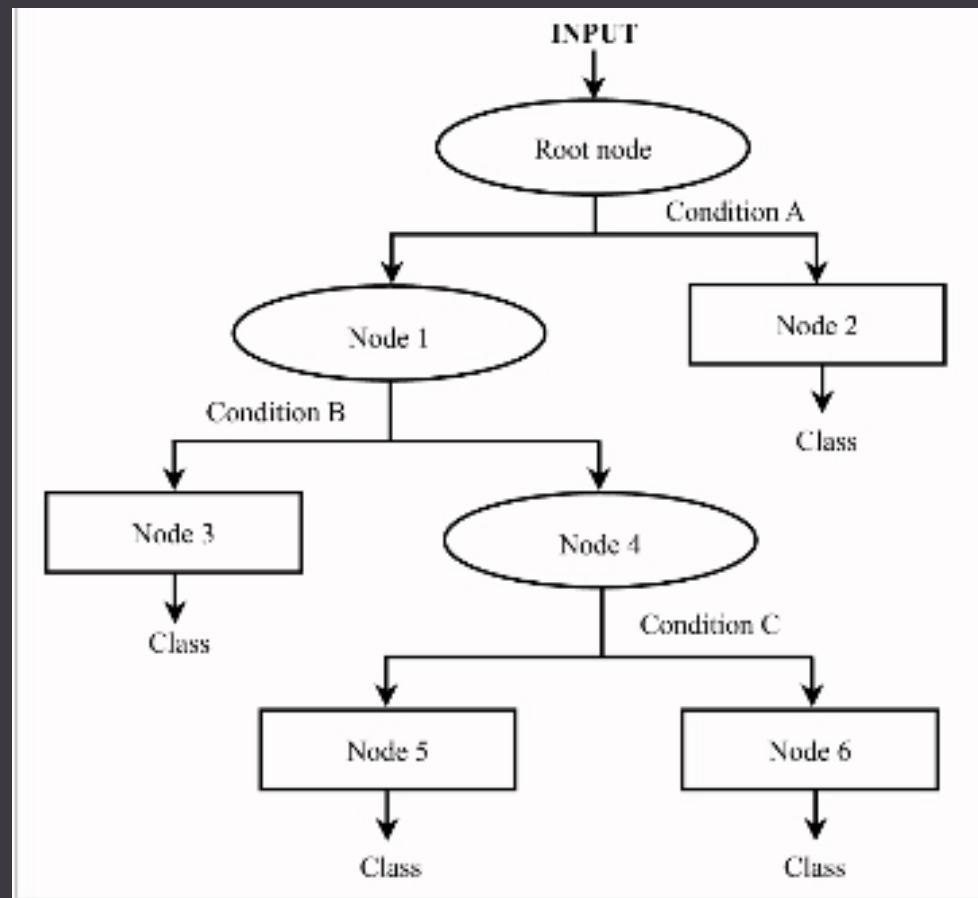 INPUT
Root node
Condition A
Node 1
Node 2
Condition B
Class
Node 3
Node 4
Class
Condition C
Node 5
Node 6
Class
Class